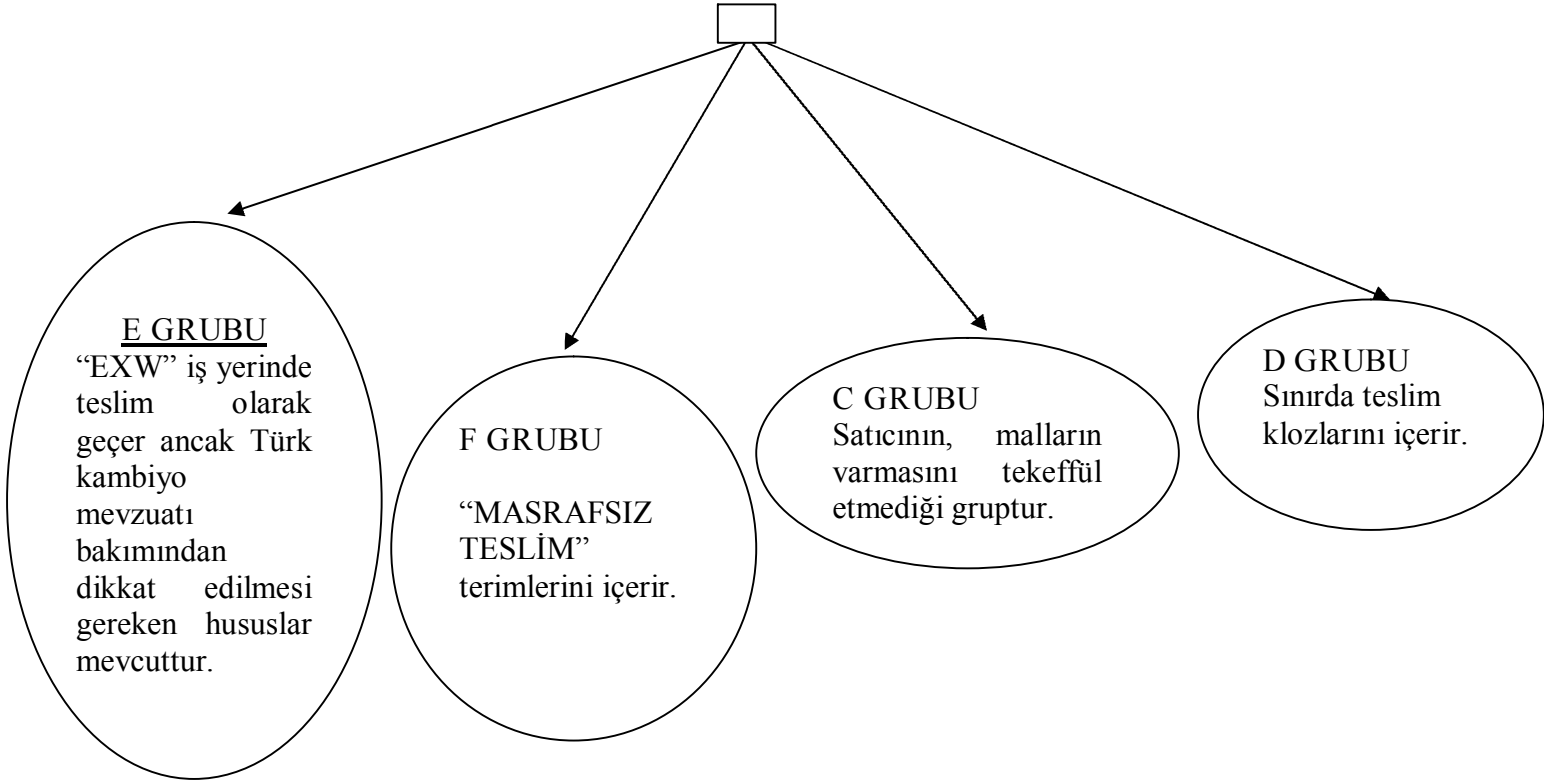 E GRUBU
“EXW” iş yerinde
teslim olarak
geçer ancak Türk
kambiyo
mevzuatı
bakımından
dikkat edilmesi
gereken hususlar
mevcuttur.
F GRUBU
“MASRAFSIZ
TESLİM”
terimlerini içerir.
C GRUBU
Satıcının, malların
varmasını tekeffül
etmediği gruptur.
D GRUBU
Sınırda teslim
klozlarını içerir.